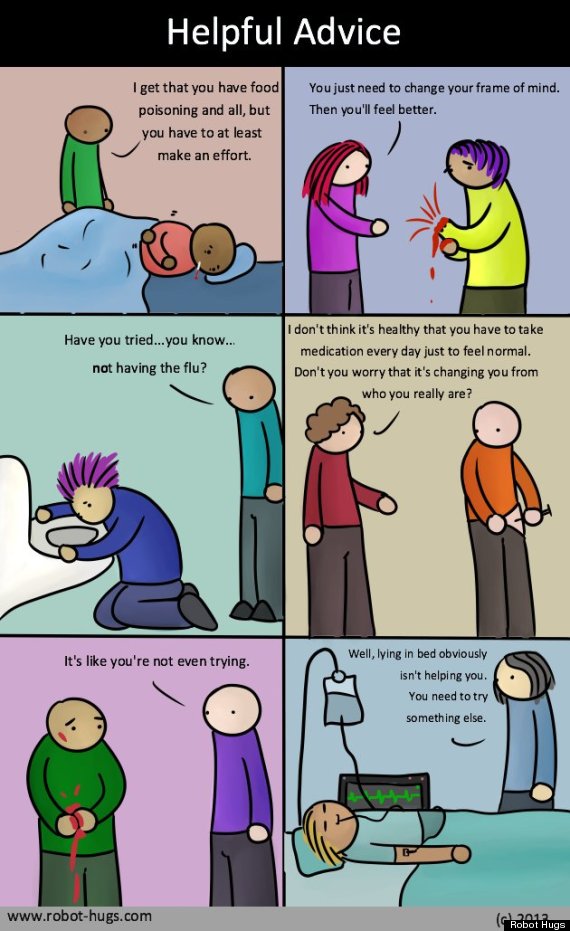 Helpful Advice
I get that you have food
poisoning and all, but
you have to at least
make an effort.
You just need to change your frame of mind.
Then you'll feel better.
Have you tried...you know...
not having the flu?
I don't think it's healthy that you have to take
medication every day just to feel normal.
Don't you worry that it's changing you from
who you really are?
It's like you're not even trying.
Well, lying in bed obviously
isn't helping you.
You need to try
something else.
www.robot-hugs.com
(c) 2013
Robot Hugs